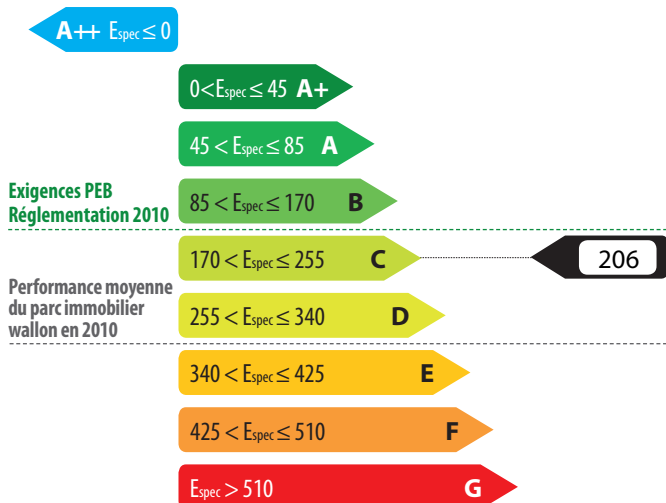 A++ Espec ≤ 0
0<Espec ≤ 45 A+
45 < Espec ≤ 85 A
Exigences PEB
Réglementation 2010
85 < Espec ≤ 170 B
170 < Espec ≤ 255 C
206
Performance moyenne
du parc immobilier
wallon en 2010
255 < Espec ≤ 340 D
340 < Espec ≤ 425 E
425 < Espec ≤ 510 F
Espec > 510 G